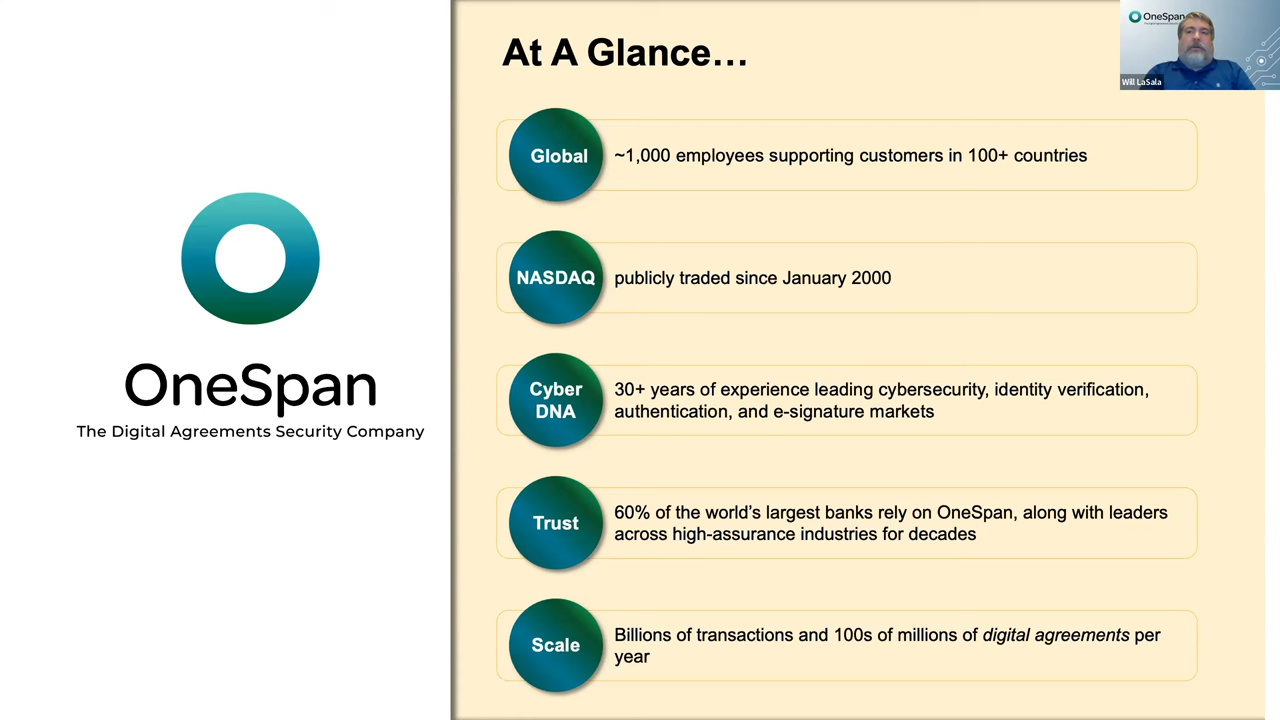 At A Glance…
OneSpan
Will LaSala
Global
~1,000 employees supporting customers in 100+ countries
NASDAQ
publicly traded since January 2000
OneSpan
The Digital Agreements Security Company
Cyber
DNA
30+ years of experience leading cybersecurity, identity verification,
authentication, and e-signature markets
Trust
60% of the world’s largest banks rely on OneSpan, along with leaders
across high-assurance industries for decades
Scale
Billions of transactions and 100s of millions of digital agreements per
year